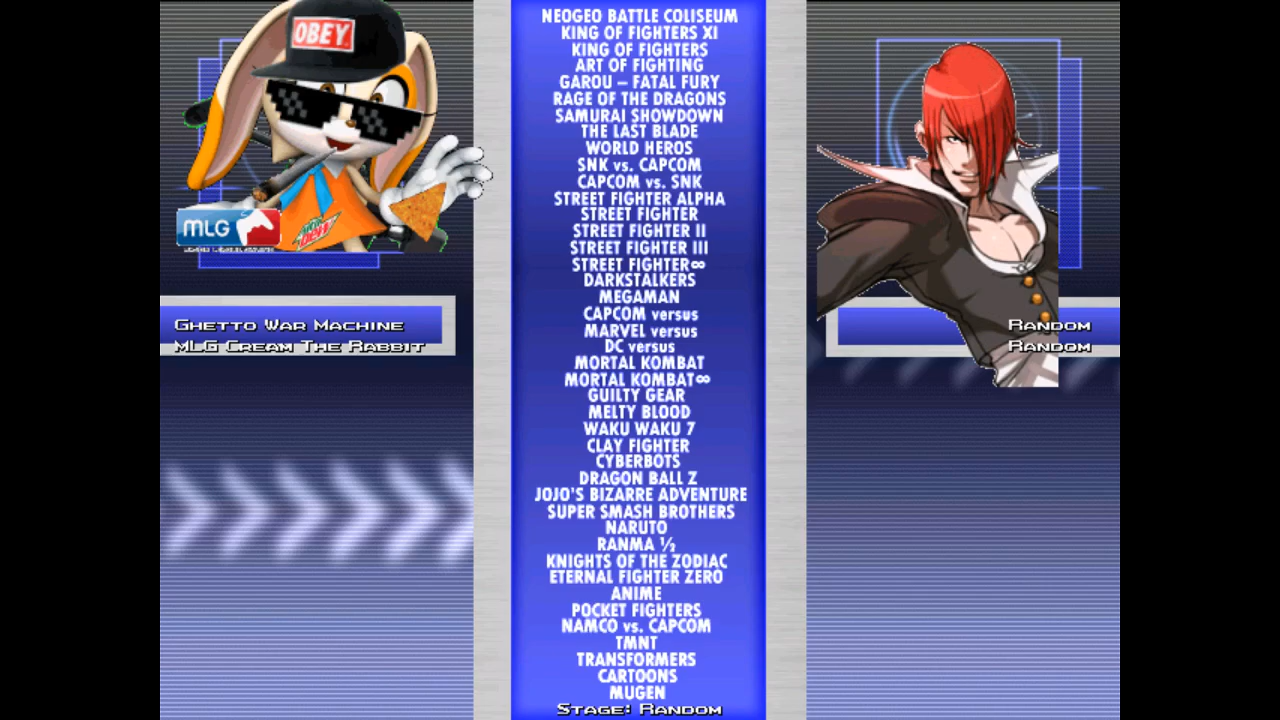 OBEY
MLG
Mtn Dew
Ghetto War Machine
MLG Cream The Rabbit
NEOGEO BATTLE COLISEUM
KING OF FIGHTERS XI
KING OF FIGHTERS
ART OF FIGHTING
GAROU – FATAL FURY
RAGE OF THE DRAGONS
SAMURAI SHOWDOWN
THE LAST BLADE
WORLD HEROS
SNK vs. CAPCOM
CAPCOM vs. SNK
STREET FIGHTER ALPHA
STREET FIGHTER
STREET FIGHTER II
STREET FIGHTER III
STREET FIGHTER∞
DARKSTALKERS
MEGAMAN
CAPCOM versus
MARVEL versus
DC versus
MORTAL KOMBAT
MORTAL KOMBAT∞
GUILTY GEAR
MELTY BLOOD
WAKU WAKU 7
CLAY FIGHTER
CYBERBOTS
DRAGON BALL Z
JOJO'S BIZARRE ADVENTURE
SUPER SMASH BROTHERS
NARUTO
RANMA ½
KNIGHTS OF THE ZODIAC
ETERNAL FIGHTER ZERO
ANIME
POCKET FIGHTERS
NAMCO vs. CAPCOM
TMNT
TRANSFORMERS
CARTOONS
MUGEN
Stage: Random
Random
Random